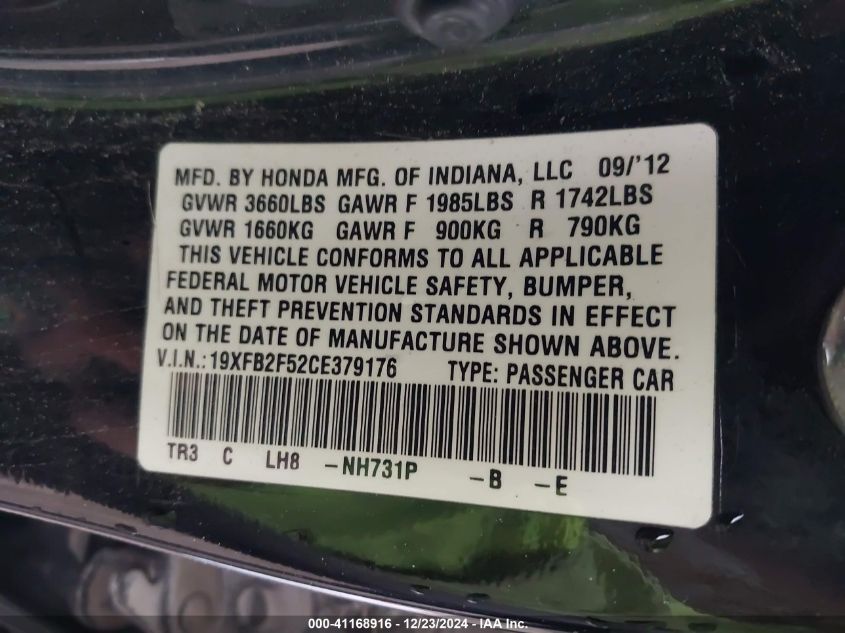 MFD. BY HONDA MFG. OF INDIANA, LLC 09/'12
GVWR 3660LBS GAWR F 1985LBS R 1742LBS
GVWR 1660KG GAWR F 900KG R 790KG
THIS VEHICLE CONFORMS TO ALL APPLICABLE
FEDERAL MOTOR VEHICLE SAFETY, BUMPER,
AND THEFT PREVENTION STANDARDS IN EFFECT
ON THE DATE OF MANUFACTURE SHOWN ABOVE.
V.I.N.: 19XFB2F52CE379176 TYPE: PASSENGER CAR
TR3 C LH8 -NH731P -B -E
000-41168916 - 12/23/2024 - IAA Inc.